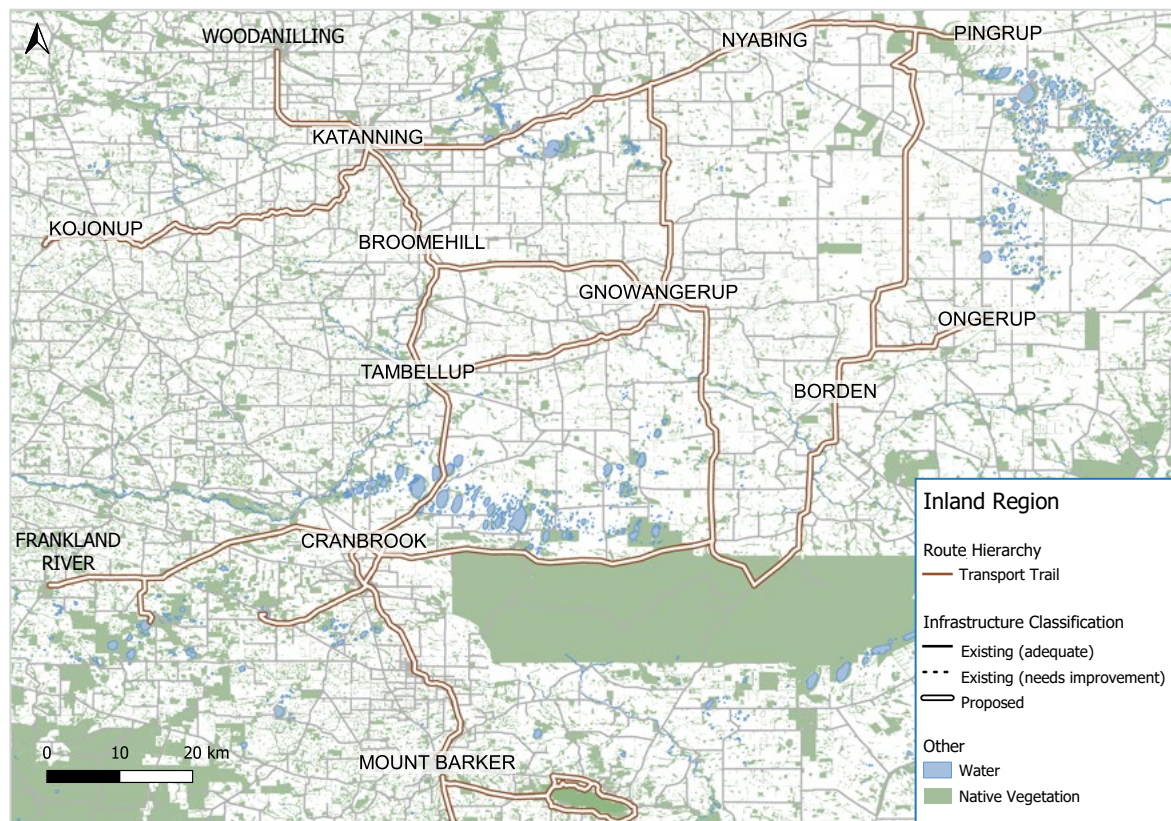 WOODANILLING
NYABING
PINGRUP
KATANNING
KOJONUP
BROOMEHILL
GNOWANGERUP
ONGERUP
TAMBELLUP
BORDEN
FRANKLAND
RIVER
CRANBROOK
MOUNT BARKER
0 10 20 km
Inland Region
Route Hierarchy
Transport Trail
Infrastructure Classification
Existing (adequate)
Existing (needs improvement)
Proposed
Other
Water
Native Vegetation